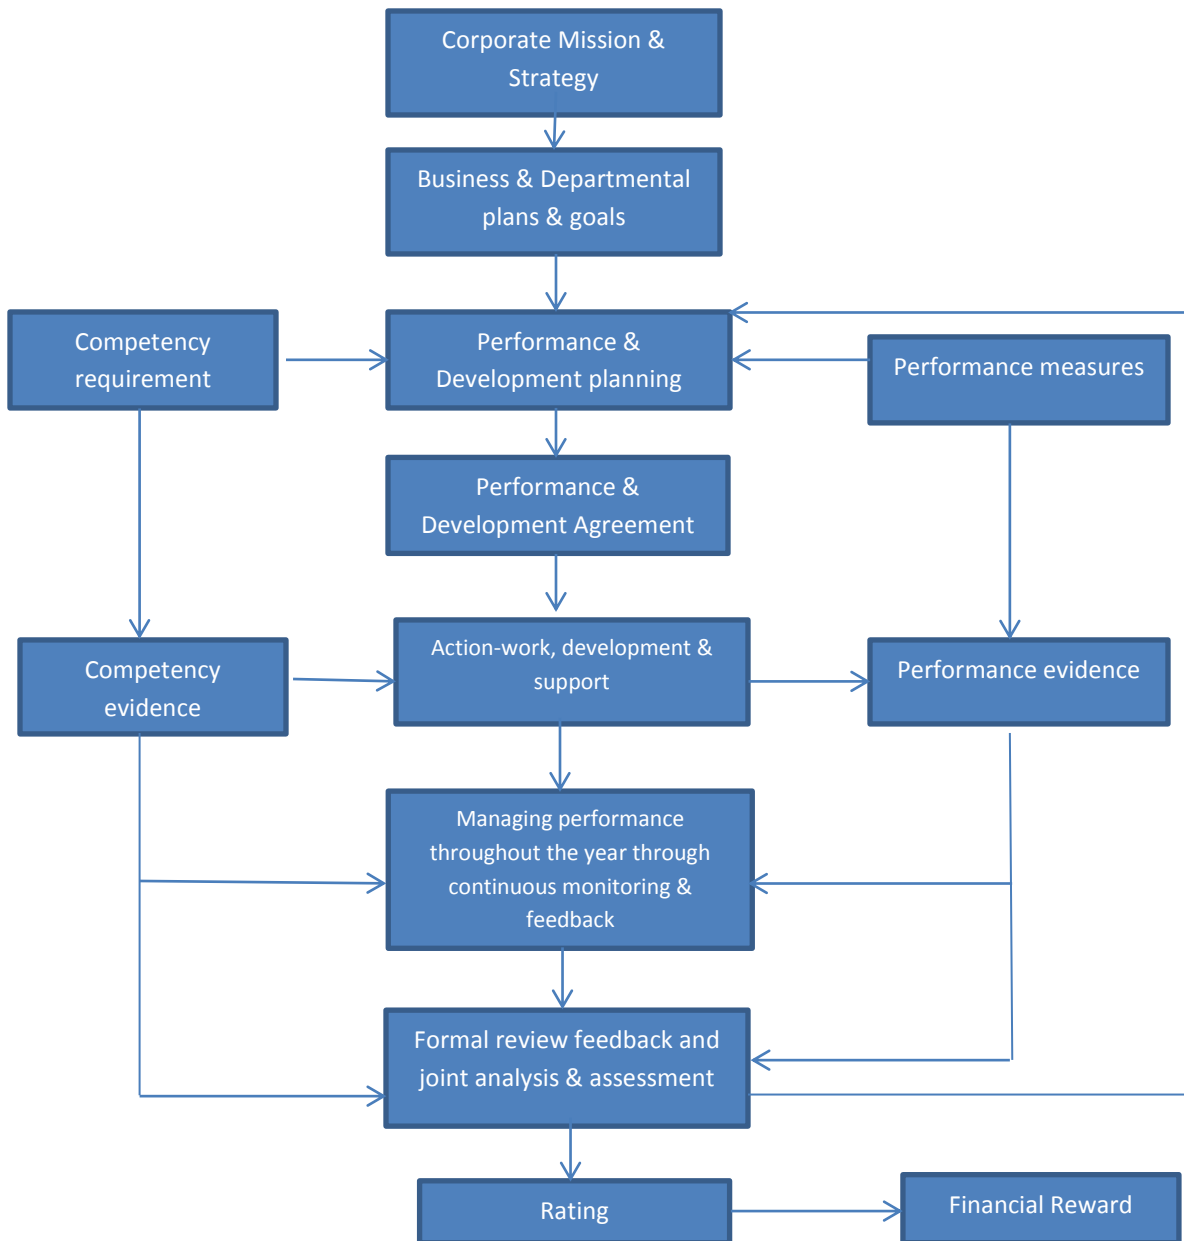 Corporate Mission &
Strategy
Business & Departmental
plans & goals
Competency
requirement
Performance &
Development planning
Performance measures
Performance &
Development Agreement
Competency
evidence
Action-work, development &
support
Performance evidence
Managing performance
throughout the year through
continuous monitoring &
feedback
Formal review feedback and
joint analysis & assessment
Rating
Financial Reward